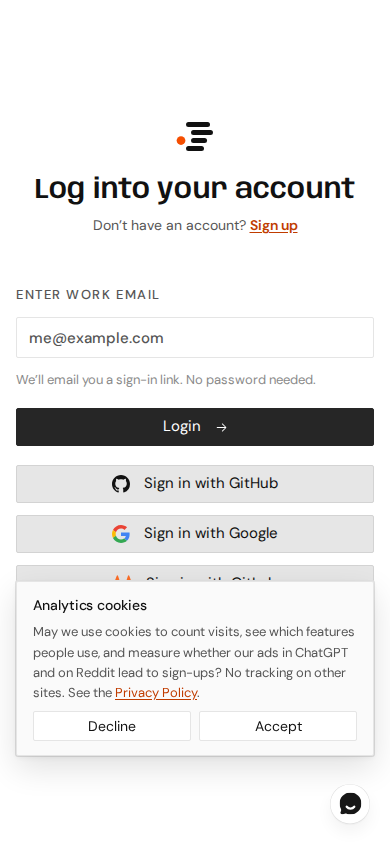 Log into your account
Don’t have an account? Sign up
ENTER WORK EMAIL
me@example.com
We’ll email you a sign-in link. No password needed.
Login →
Sign in with GitHub
Sign in with Google
Analytics cookies
May we use cookies to count visits, see which features
people use, and measure whether our ads in ChatGPT
and on Reddit lead to sign-ups? No tracking on other
sites. See the Privacy Policy.
Decline
Accept